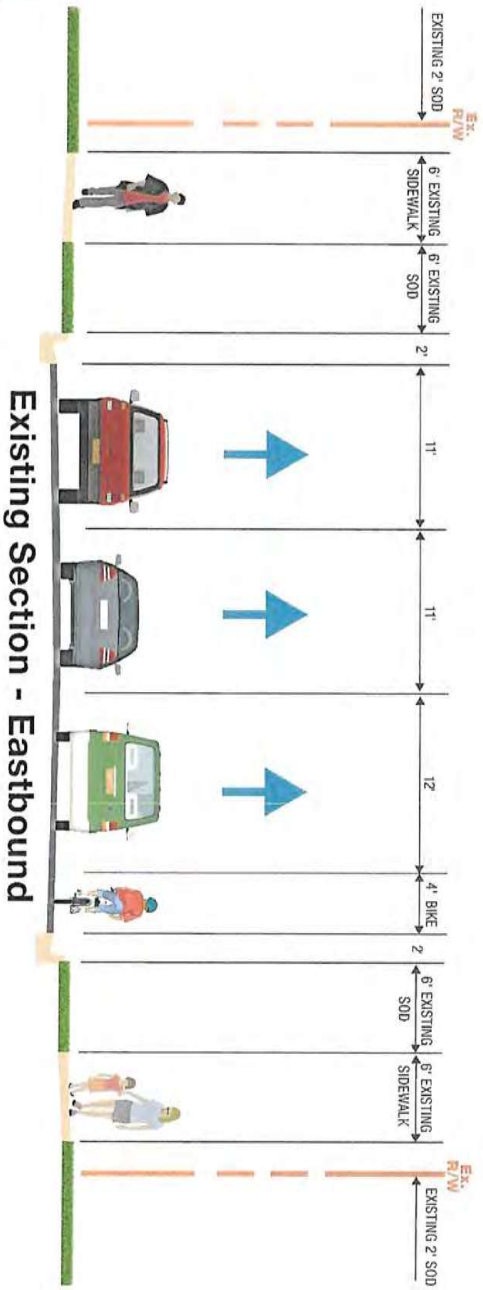 EXISTING 2' SOD
Ex.
R/W
6' EXISTING
SIDEWALK
6' EXISTING
SOD
2'
11'
11'
12'
4' BIKE
2'
6' EXISTING
SOD
6' EXISTING
SIDEWALK
Ex.
R/W
EXISTING 2' SOD
Existing Section - Eastbound